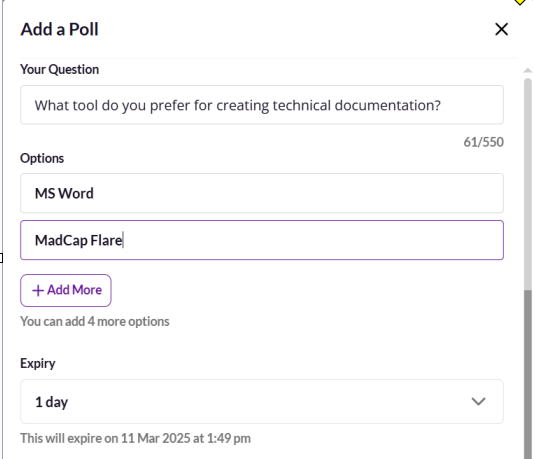 Add a Poll
Your Question
What tool do you prefer for creating technical documentation?
61/550
Options
MS Word
MadCap Flare
+ Add More
You can add 4 more options
Expiry
1 day
This will expire on 11 Mar 2025 at 1:49 pm